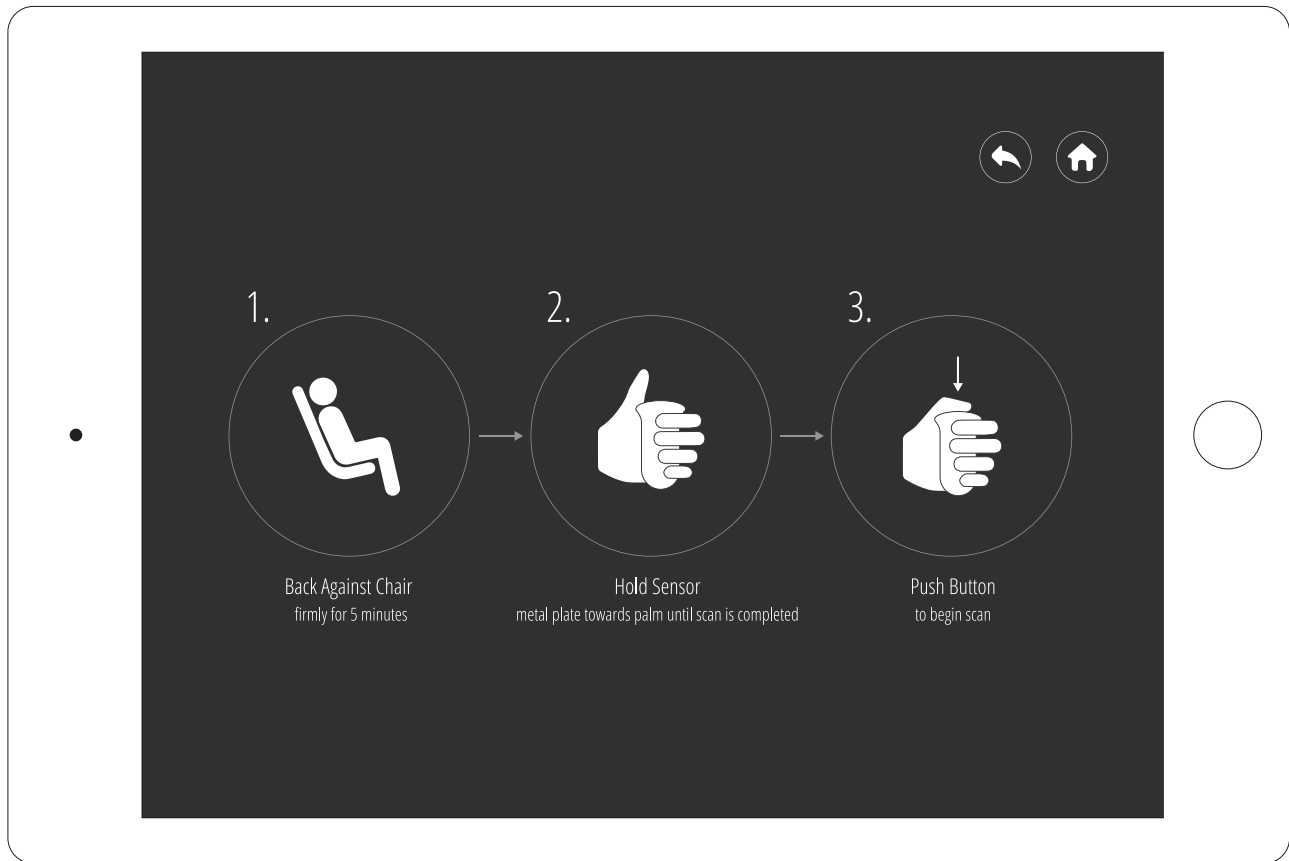 1.
2.
3.
Back Against Chair
firmly for 5 minutes
Hold Sensor
metal plate towards palm until scan is completed
Push Button
to begin scan